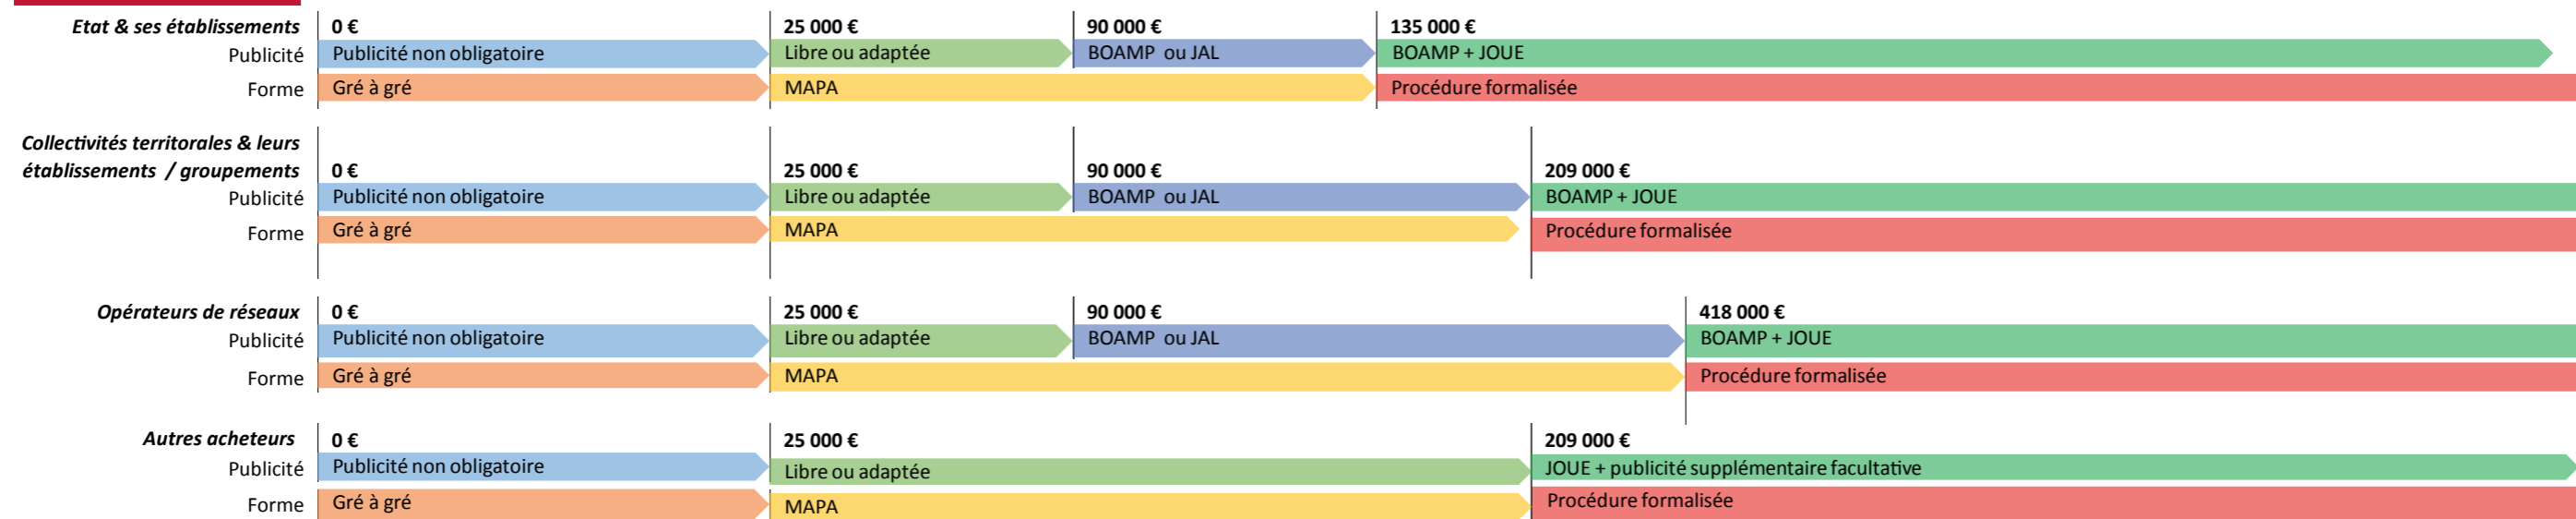 Etat & ses établissements 0 € 25 000 € 90 000 € 135 000 €
Publicité Publicité non obligatoire Libre ou adaptée BOAMP ou JAL BOAMP + JOUE
Forme Gré à gré MAPA Procédure formalisée
Collectivités territorales & leurs
établissements / groupements 0 € 25 000 € 90 000 € 209 000 €
Publicité Publicité non obligatoire Libre ou adaptée BOAMP ou JAL BOAMP + JOUE
Forme Gré à gré MAPA Procédure formalisée
Opérateurs de réseaux 0 € 25 000 € 90 000 € 418 000 €
Publicité Publicité non obligatoire Libre ou adaptée BOAMP ou JAL BOAMP + JOUE
Forme Gré à gré MAPA Procédure formalisée
Autres acheteurs 0 € 25 000 € 209 000 €
Publicité Publicité non obligatoire Libre ou adaptée JOUE + publicité supplémentaire facultative
Forme Gré à gré MAPA Procédure formalisée